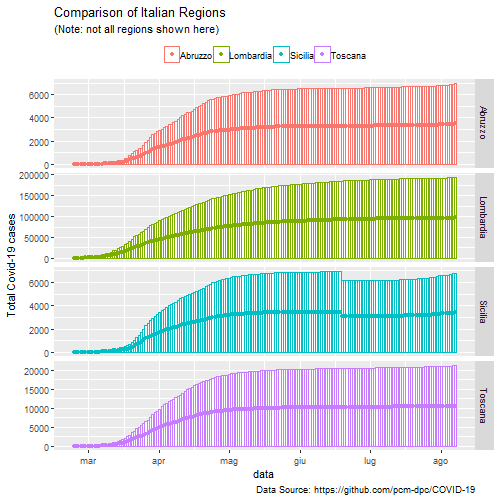 Comparison of Italian Regions
(Note: not all regions shown here)
Abruzzo Lombardia Sicilia Toscana
6000
4000
2000
0
Abruzzo
200000
150000
100000
50000
0
Lombardia
6000
4000
2000
0
Sicilia
20000
15000
10000
5000
0
Toscana
Total Covid-19 cases
mar apr mag giu lug ago
data
Data Source: https://github.com/pcm-dpc/COVID-19